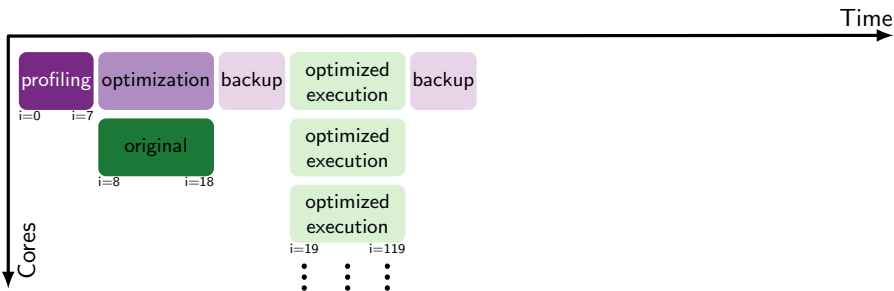 Time
profiling
optimization
backup
optimized
execution
backup
i=0
i=7
original
optimized
execution
i=8
i=18
optimized
execution
i=19
i=119
Cores